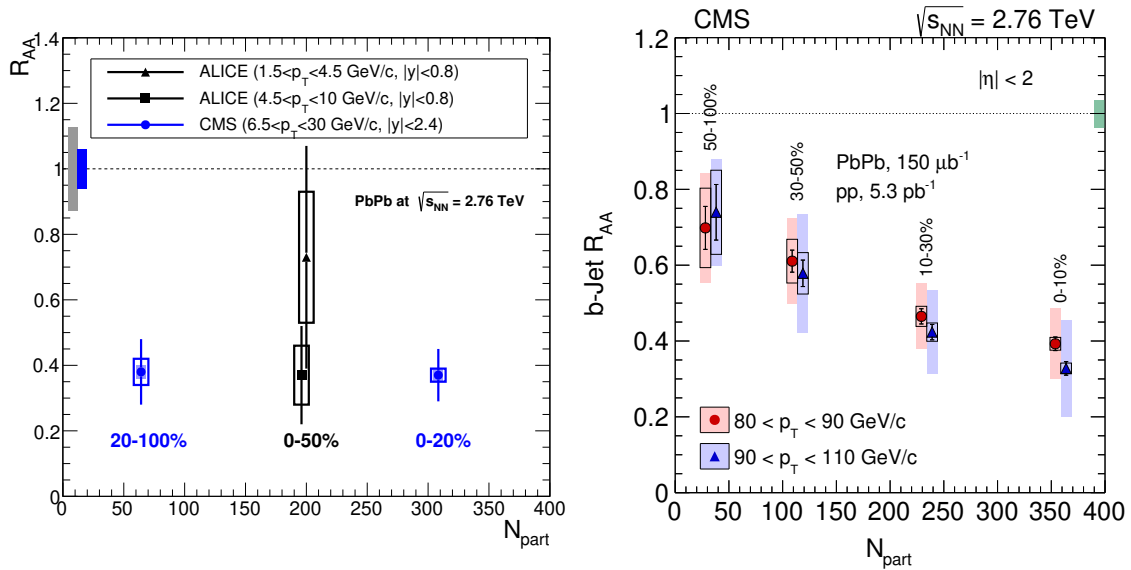 R_AA
1.4
1.2
1
0.8
0.6
0.4
0.2
0
ALICE (1.5<p_T<4.5 GeV/c, |y|<0.8)
ALICE (4.5<p_T<10 GeV/c, |y|<0.8)
CMS (6.5<p_T<30 GeV/c, |y|<2.4)
PbPb at √s_NN = 2.76 TeV
20-100%
0-50%
0-20%
0 50 100 150 200 250 300 350 400
N_part
CMS √s_NN = 2.76 TeV
b-Jet R_AA
1.2
1
0.8
0.6
0.4
0.2
0
|η| < 2
50-100%
30-50%
10-30%
0-10%
PbPb, 150 μb⁻¹
pp, 5.3 pb⁻¹
80 < p_T < 90 GeV/c
90 < p_T < 110 GeV/c
0 50 100 150 200 250 300 350 400
N_part